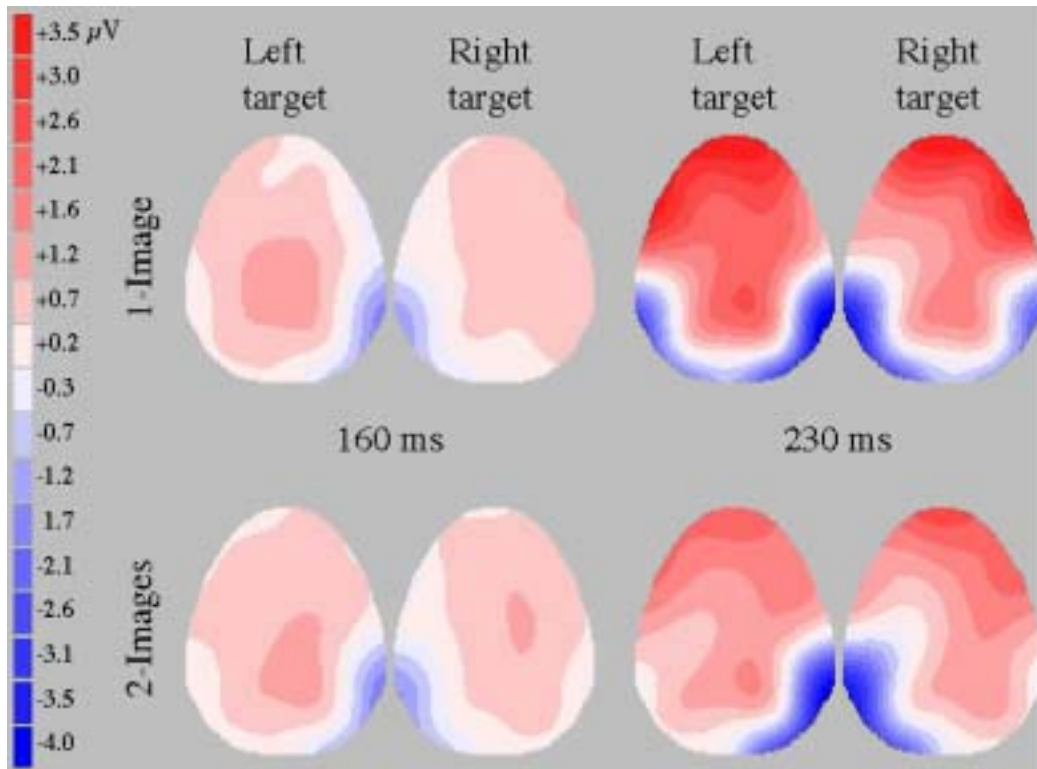 +3.5 µV
+3.0
+2.6
+2.1
+1.6
+1.2
+0.7
+0.2
-0.3
-0.7
-1.2
1.7
-2.1
-2.6
-3.1
-3.5
-4.0
Left
target
Right
target
Left
target
Right
target
1-Image
160 ms
230 ms
2-Images